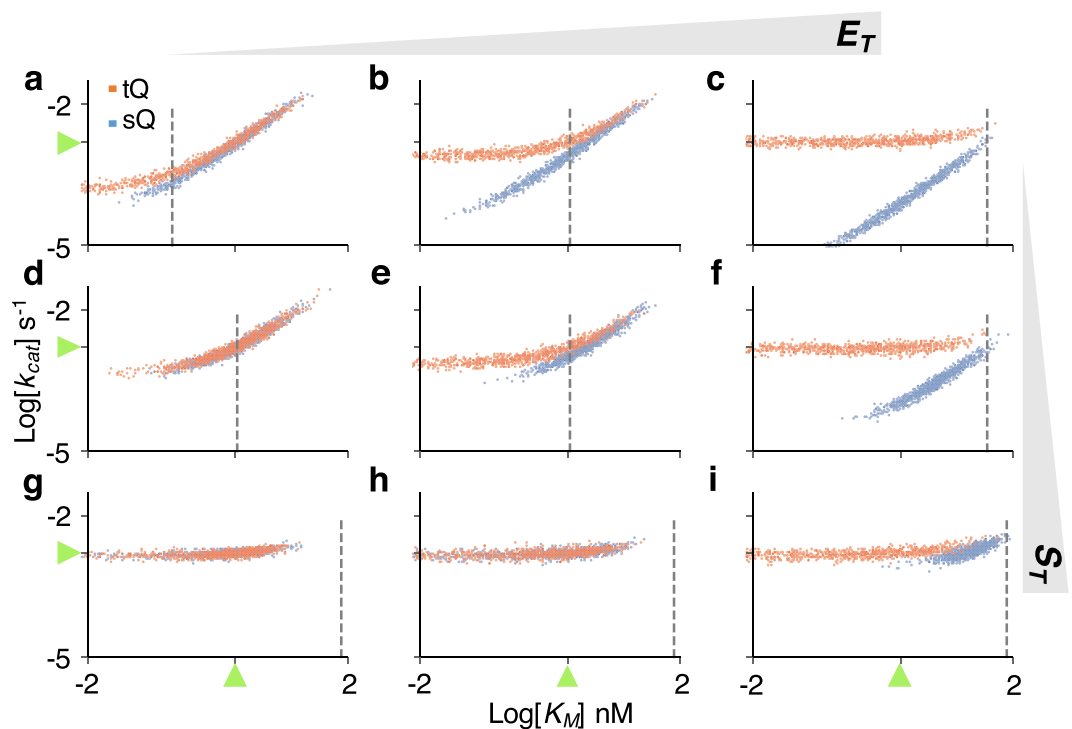 E_T
a b c
tQ
sQ
-2
-5
d e f
-2
-5
g h i
-2
-5
-2 2 -2 2 -2 2
Log[k_cat] s⁻¹
Log[K_M] nM
S_T